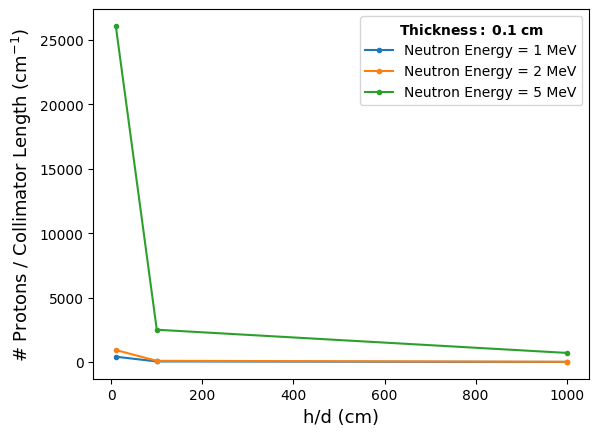 Thickness: 0.1 cm
Neutron Energy = 1 MeV
Neutron Energy = 2 MeV
Neutron Energy = 5 MeV
# Protons / Collimator Length (cm⁻¹)
25000
20000
15000
10000
5000
0
0 200 400 600 800 1000
h/d (cm)